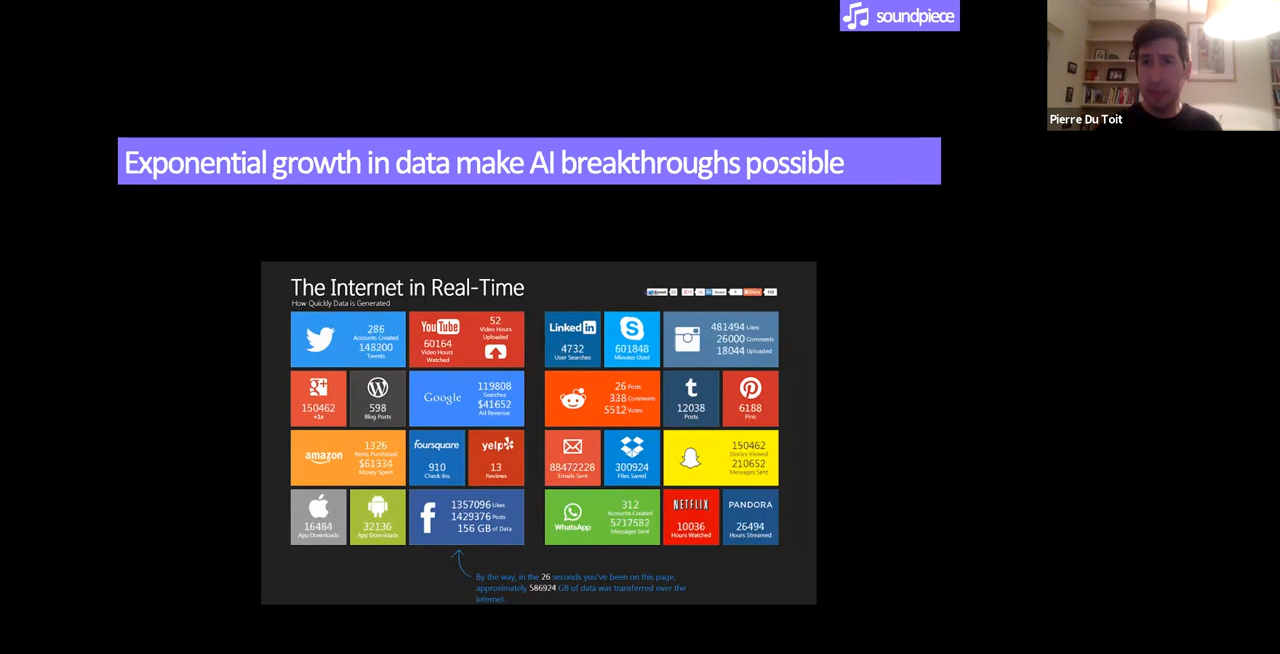 soundpiece
Pierre Du Toit
Exponential growth in data make AI breakthroughs possible
The Internet in Real-Time
How Quickly Data is Generated
286
Accounts Created
148200
Tweets
YouTube
60164
Video Hours
Watched
52
Video Hours
Uploaded
LinkedIn
4732
User Searches
601848
Minutes Used
481494 Likes
26000 Comments
18044 Uploaded
150462
+1s
598
Blog Posts
Google
119808
Searches
$41652
Ad Revenue
26 Posts
338 Comments
5512 Votes
12038
Posts
6188
Pins
amazon
1326
Items Purchased
$61334
Money Spent
foursquare
910
Check-Ins
yelp
13
Reviews
88472228
Emails Sent
300924
Files Saved
150462
Stories Viewed
210652
Messages Sent
16484
App Downloads
32136
App Downloads
1357096 Likes
1429376 Posts
156 GB of Data
WhatsApp
312
Accounts Created
5717582
Messages Sent
NETFLIX
10036
Hours Watched
PANDORA
26494
Hours Streamed
By the way, in the 26 seconds you've been on this page,
approximately 586924 GB of data was transferred over the
internet.